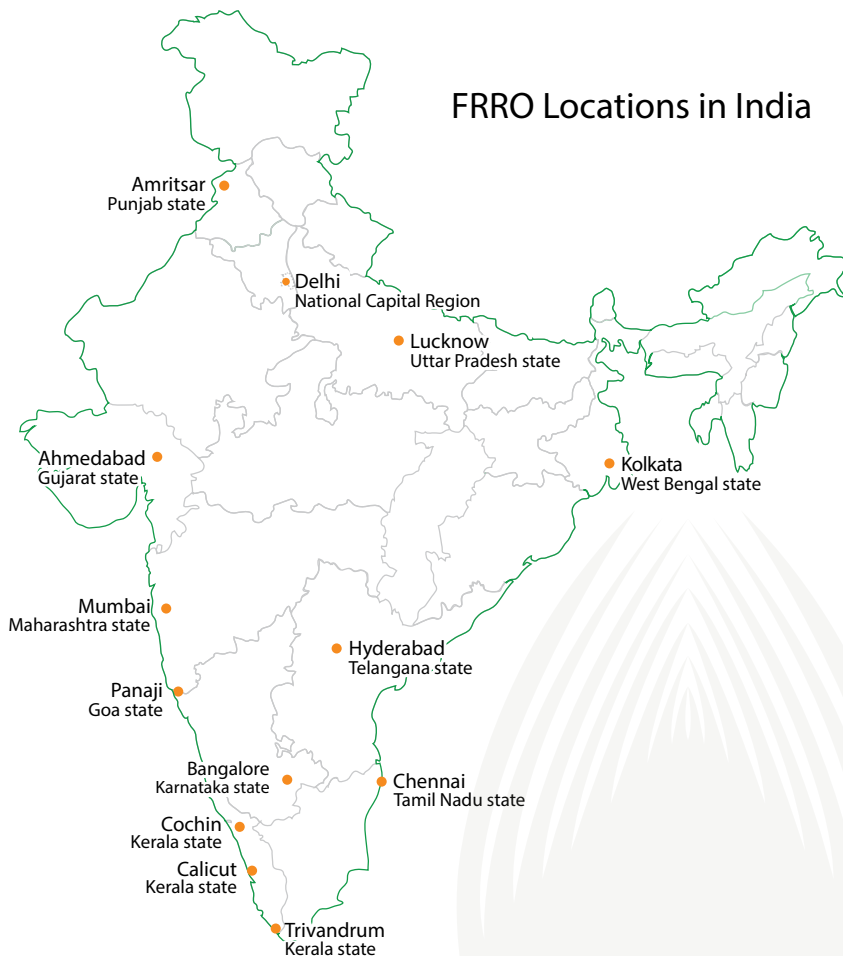 FRRO Locations in India
Amritsar
Punjab state
Delhi
National Capital Region
Lucknow
Uttar Pradesh state
Ahmedabad
Gujarat state
Kolkata
West Bengal state
Mumbai
Maharashtra state
Hyderabad
Telangana state
Panaji
Goa state
Bangalore
Karnataka state
Chennai
Tamil Nadu state
Cochin
Kerala state
Calicut
Kerala state
Trivandrum
Kerala state